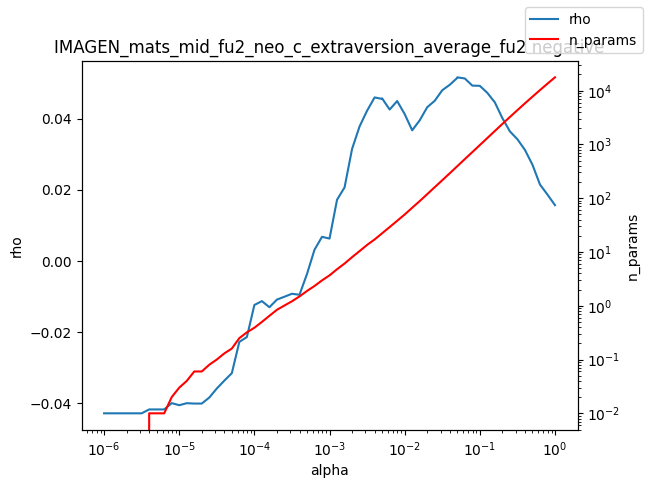 rho
n_params
IMAGEN_mats_mid_fu2_neo_c_extraversion_average_fu2 negative
0.04
0.02
0.00
−0.02
−0.04
rho
10⁴
10³
10²
10¹
10⁰
10⁻¹
10⁻²
n_params
10⁻⁶ 10⁻⁵ 10⁻⁴ 10⁻³ 10⁻² 10⁻¹ 10⁰
alpha